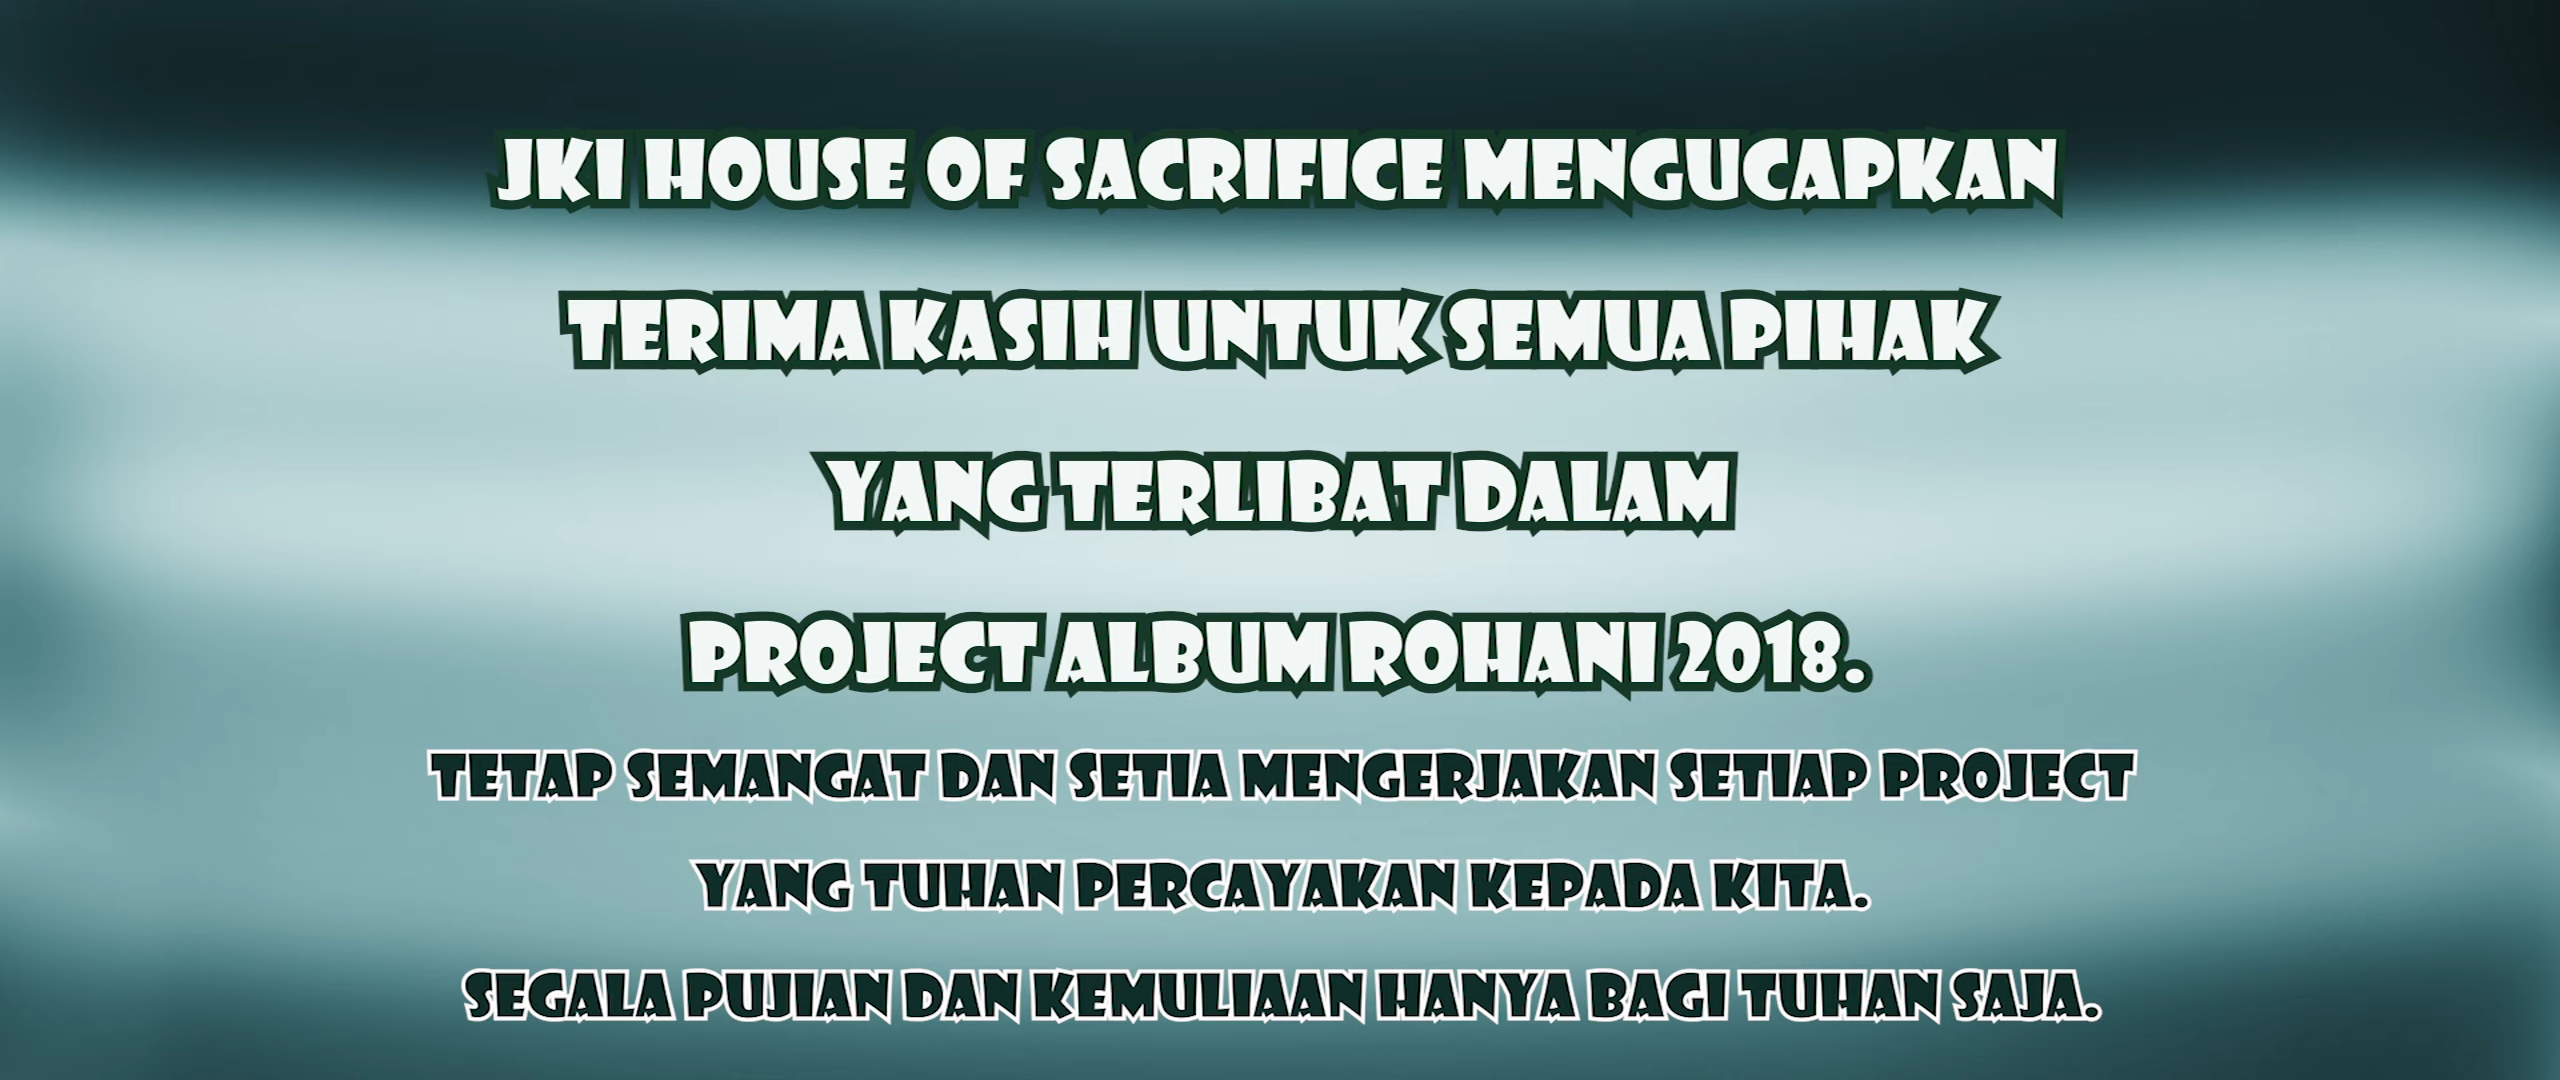 JKI HOUSE OF SACRIFICE MENGUCAPKAN
TERIMA KASIH UNTUK SEMUA PIHAK
YANG TERLIBAT DALAM
PROJECT ALBUM ROHANI 2018.
TETAP SEMANGAT DAN SETIA MENGERJAKAN SETIAP PROJECT
YANG TUHAN PERCAYAKAN KEPADA KITA.
SEGALA PUJIAN DAN KEMULIAAN HANYA BAGI TUHAN SAJA.